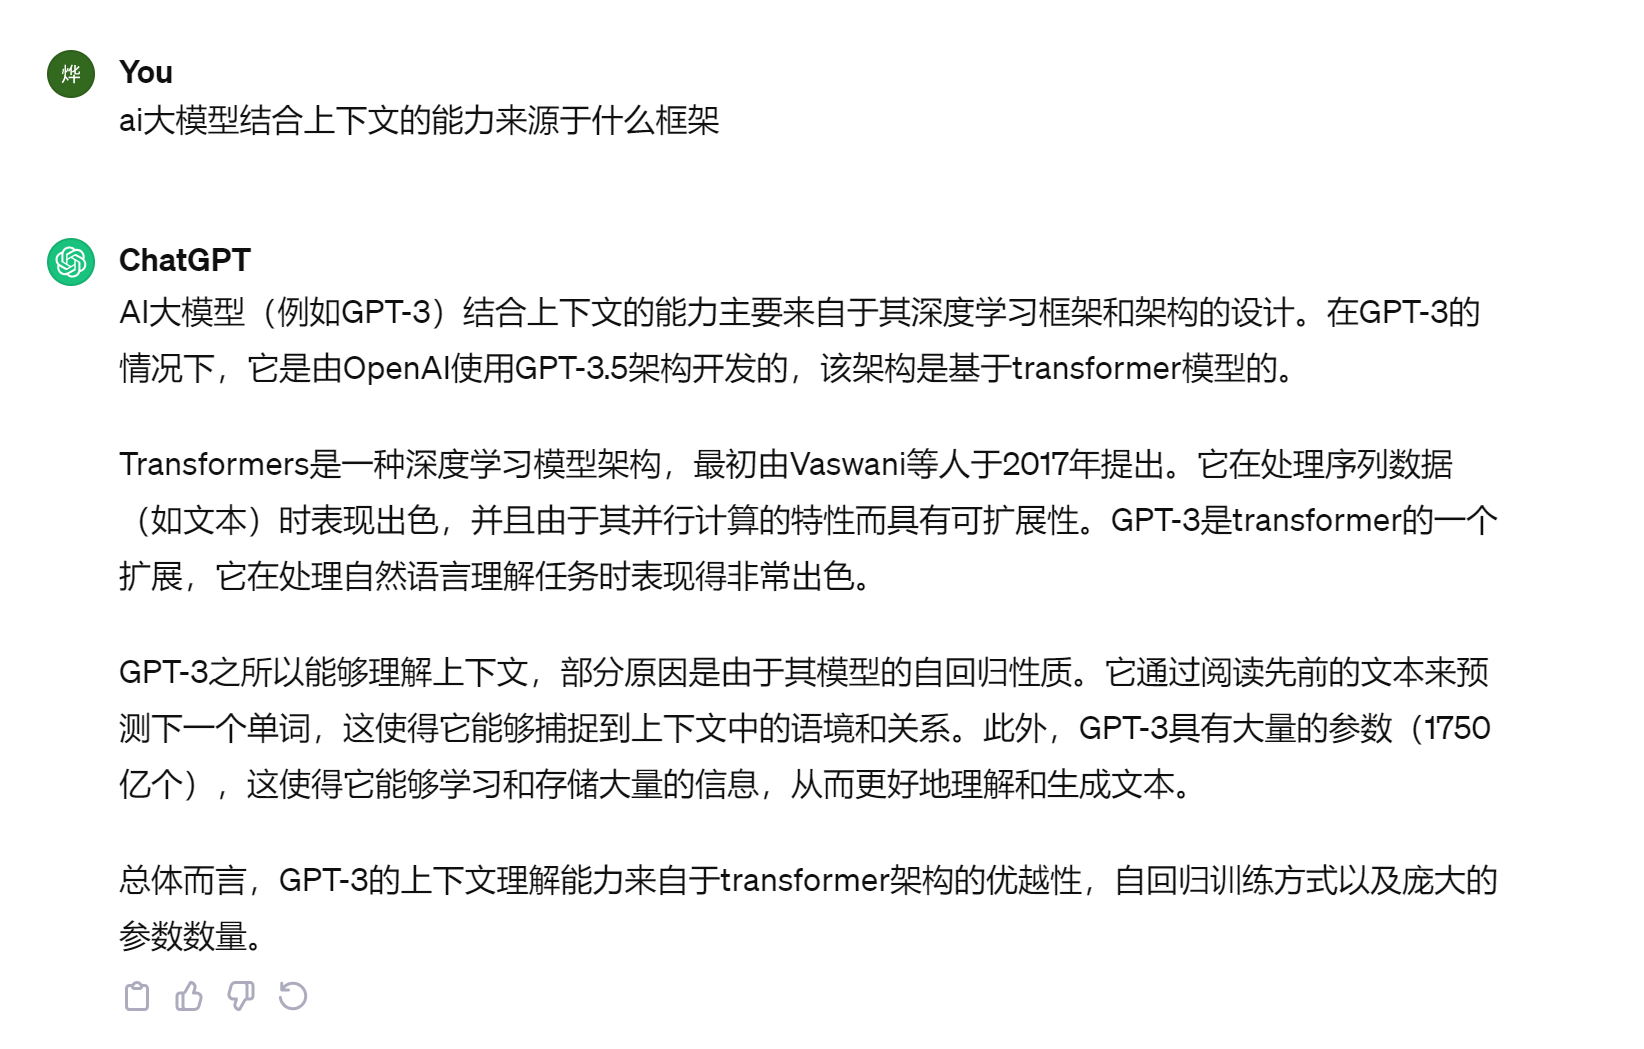 烨
You
ai大模型结合上下文的能力来源于什么框架
ChatGPT
AI大模型（例如GPT-3）结合上下文的能力主要来自于其深度学习框架和架构的设计。在GPT-3的
情况下，它是由OpenAI使用GPT-3.5架构开发的，该架构是基于transformer模型的。
Transformers是一种深度学习模型架构，最初由Vaswani等人于2017年提出。它在处理序列数据
（如文本）时表现出色，并且由于其并行计算的特性而具有可扩展性。GPT-3是transformer的一个
扩展，它在处理自然语言理解任务时表现得非常出色。
GPT-3之所以能够理解上下文，部分原因是由于其模型的自回归性质。它通过阅读先前的文本来预
测下一个单词，这使得它能够捕捉到上下文中的语境和关系。此外，GPT-3具有大量的参数（1750
亿个），这使得它能够学习和存储大量的信息，从而更好地理解和生成文本。
总体而言，GPT-3的上下文理解能力来自于transformer架构的优越性，自回归训练方式以及庞大的
参数数量。